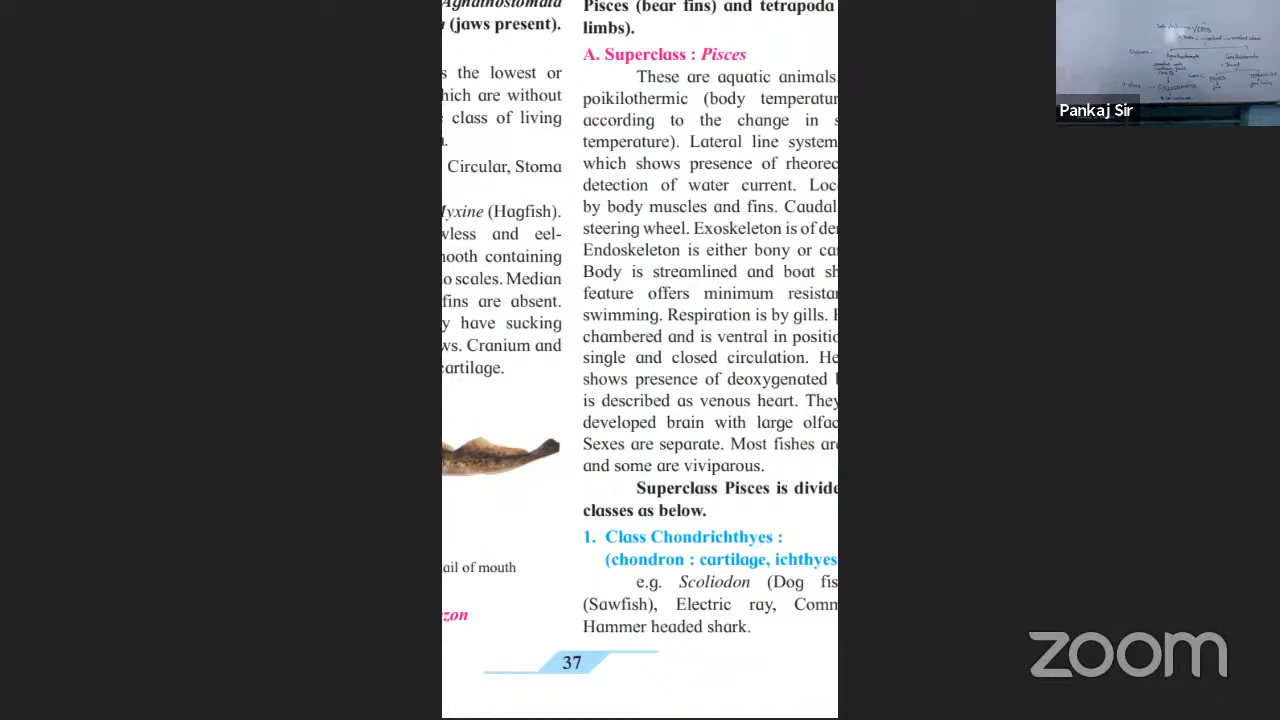 Agnathostomata
(jaws present).
s the lowest or
hich are without
class of living
Circular, Stoma
Myxine (Hagfish).
wless and eel-
nooth containing
o scales. Median
fins are absent.
y have sucking
ws. Cranium and
cartilage.
ail of mouth
zon
Pisces (bear fins) and tetrapoda
limbs).
A. Superclass : Pisces
These are aquatic animals.
poikilothermic (body temperatur
according to the change in s
temperature). Lateral line system
which shows presence of rheorec
detection of water current. Loc
by body muscles and fins. Caudal
steering wheel. Exoskeleton is of der
Endoskeleton is either bony or car
Body is streamlined and boat sh
feature offers minimum resistan
swimming. Respiration is by gills. H
chambered and is ventral in positio
single and closed circulation. He
shows presence of deoxygenated b
is described as venous heart. They
developed brain with large olfac
Sexes are separate. Most fishes are
and some are viviparous.
Superclass Pisces is divide
classes as below.
1. Class Chondrichthyes :
(chondron : cartilage, ichthyes
e.g. Scoliodon (Dog fis
(Sawfish), Electric ray, Comm
Hammer headed shark.
37
Pankaj Sir
zoom